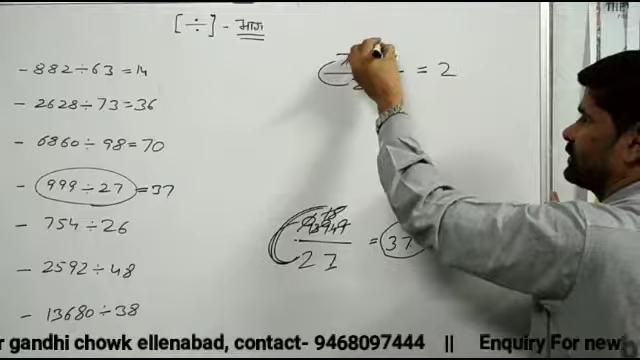 [÷] - भाग
- 882 ÷ 63 = 14
- 2628 ÷ 73 = 36
- 6860 ÷ 98 = 70
- 999 ÷ 27 = 37
- 754 ÷ 26
- 2592 ÷ 48
- 13680 ÷ 38
= 2
27
= 37
r gandhi chowk ellenabad, contact- 9468097444 || Enquiry For new